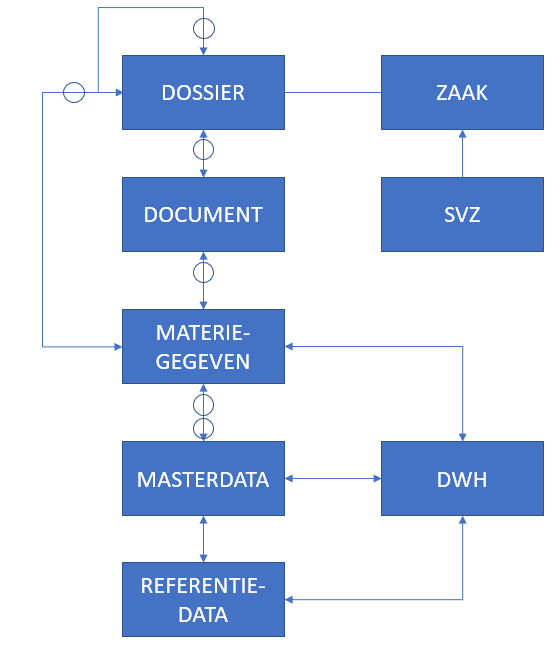 DOSSIER
ZAAK
DOCUMENT
SVZ
MATERIE-
GEGEVEN
MASTERDATA
DWH
REFERENTIE-
DATA